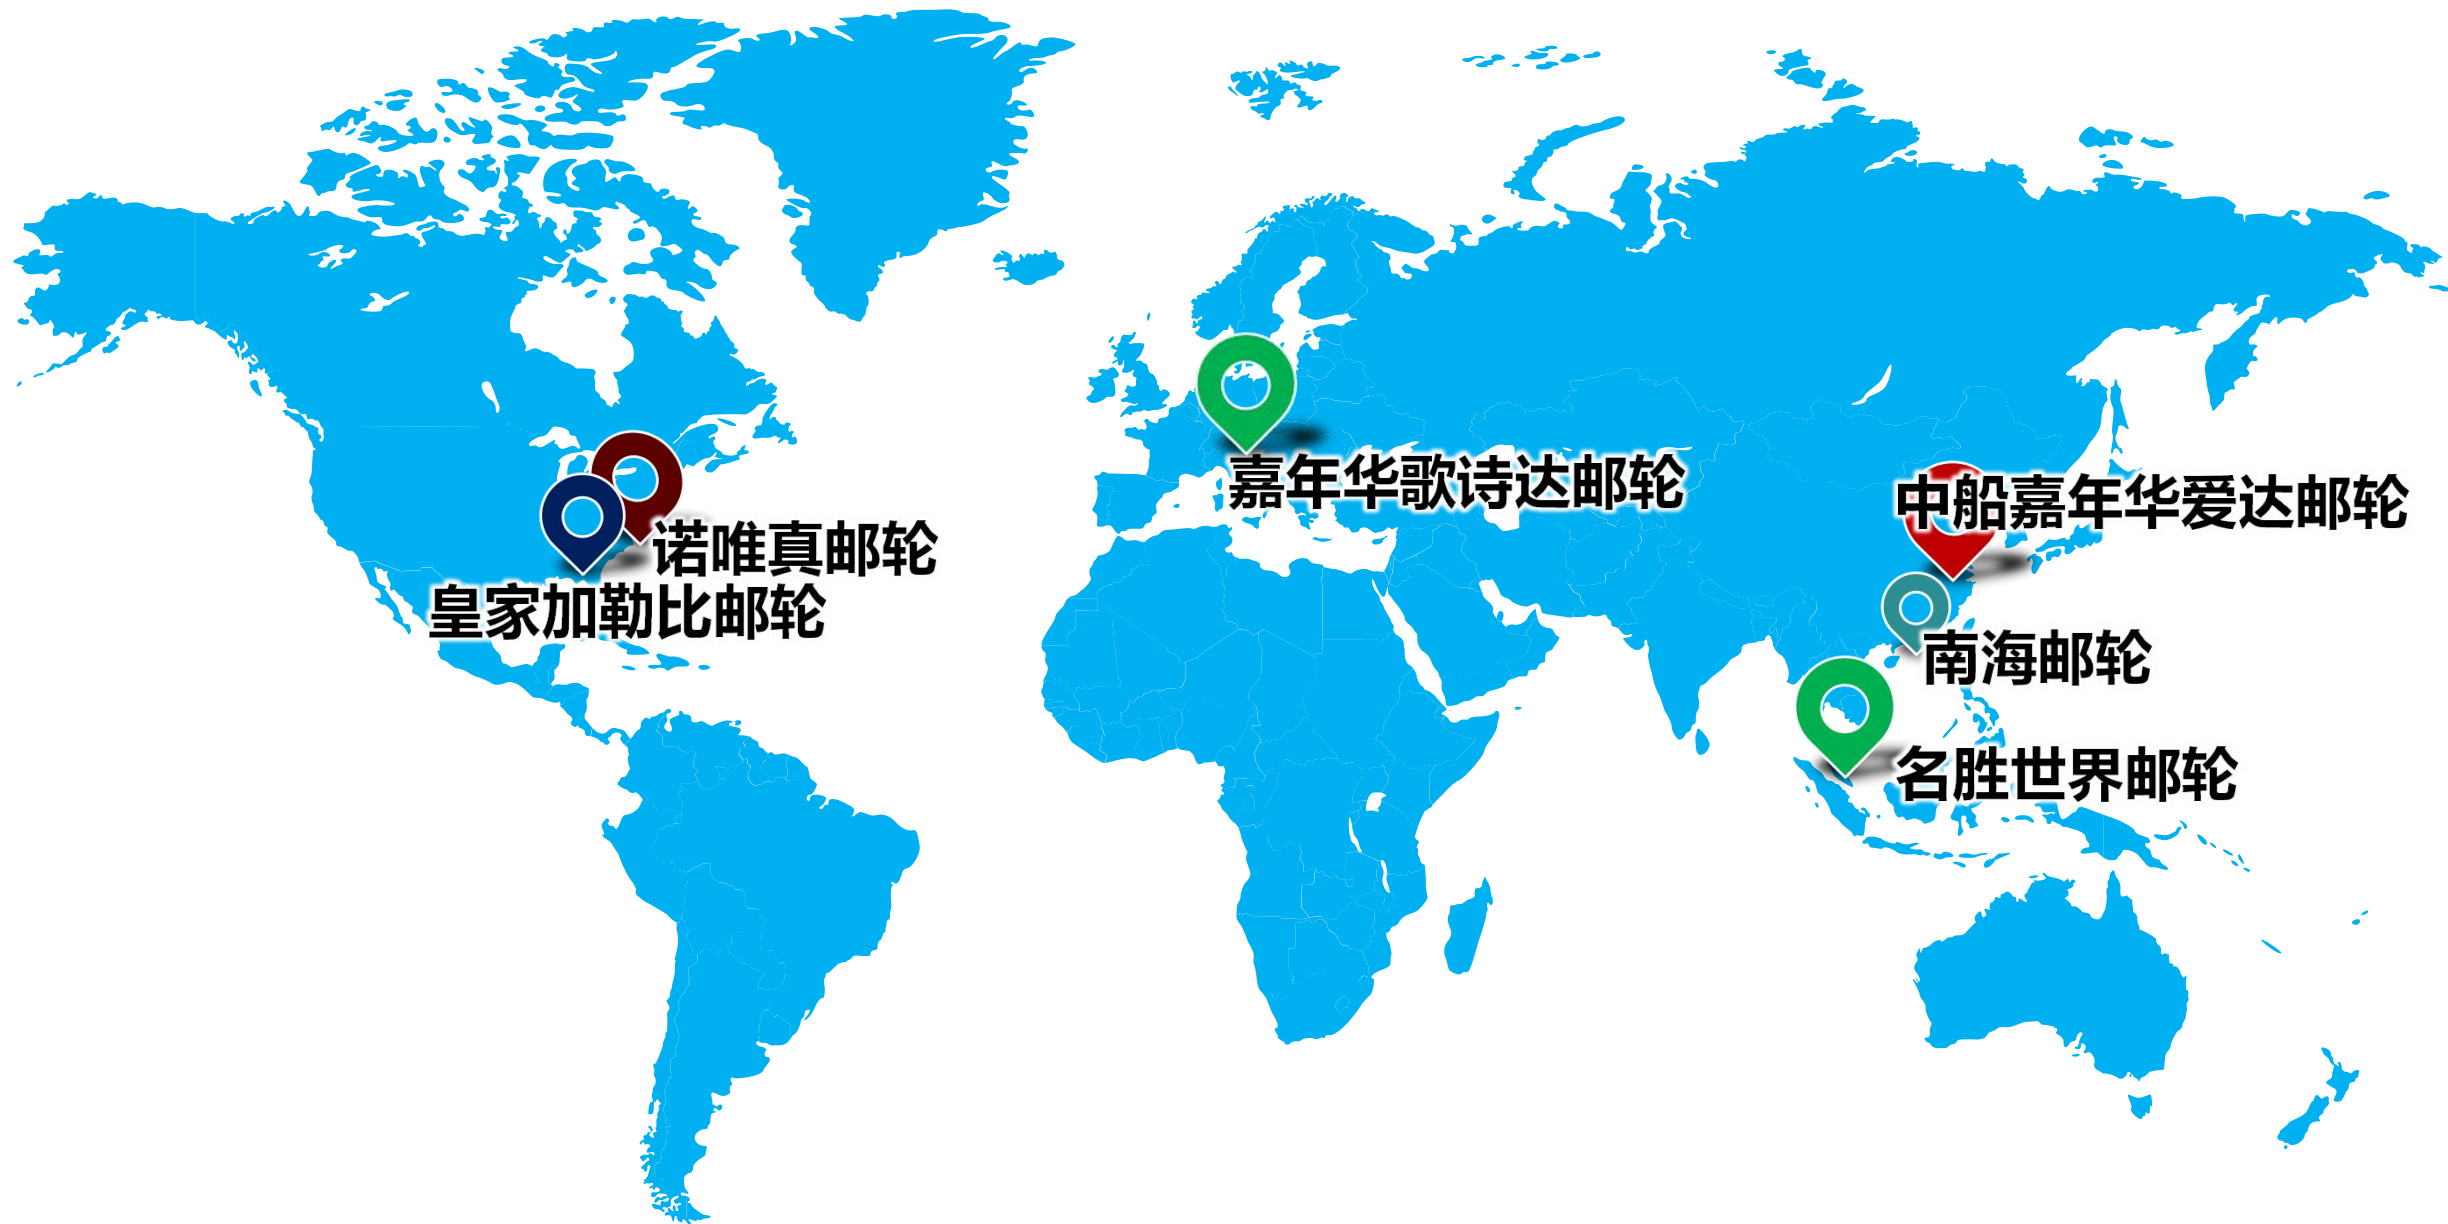 嘉年华歌诗达邮轮
中船嘉年华爱达邮轮
诺唯真邮轮
皇家加勒比邮轮
南海邮轮
名胜世界邮轮